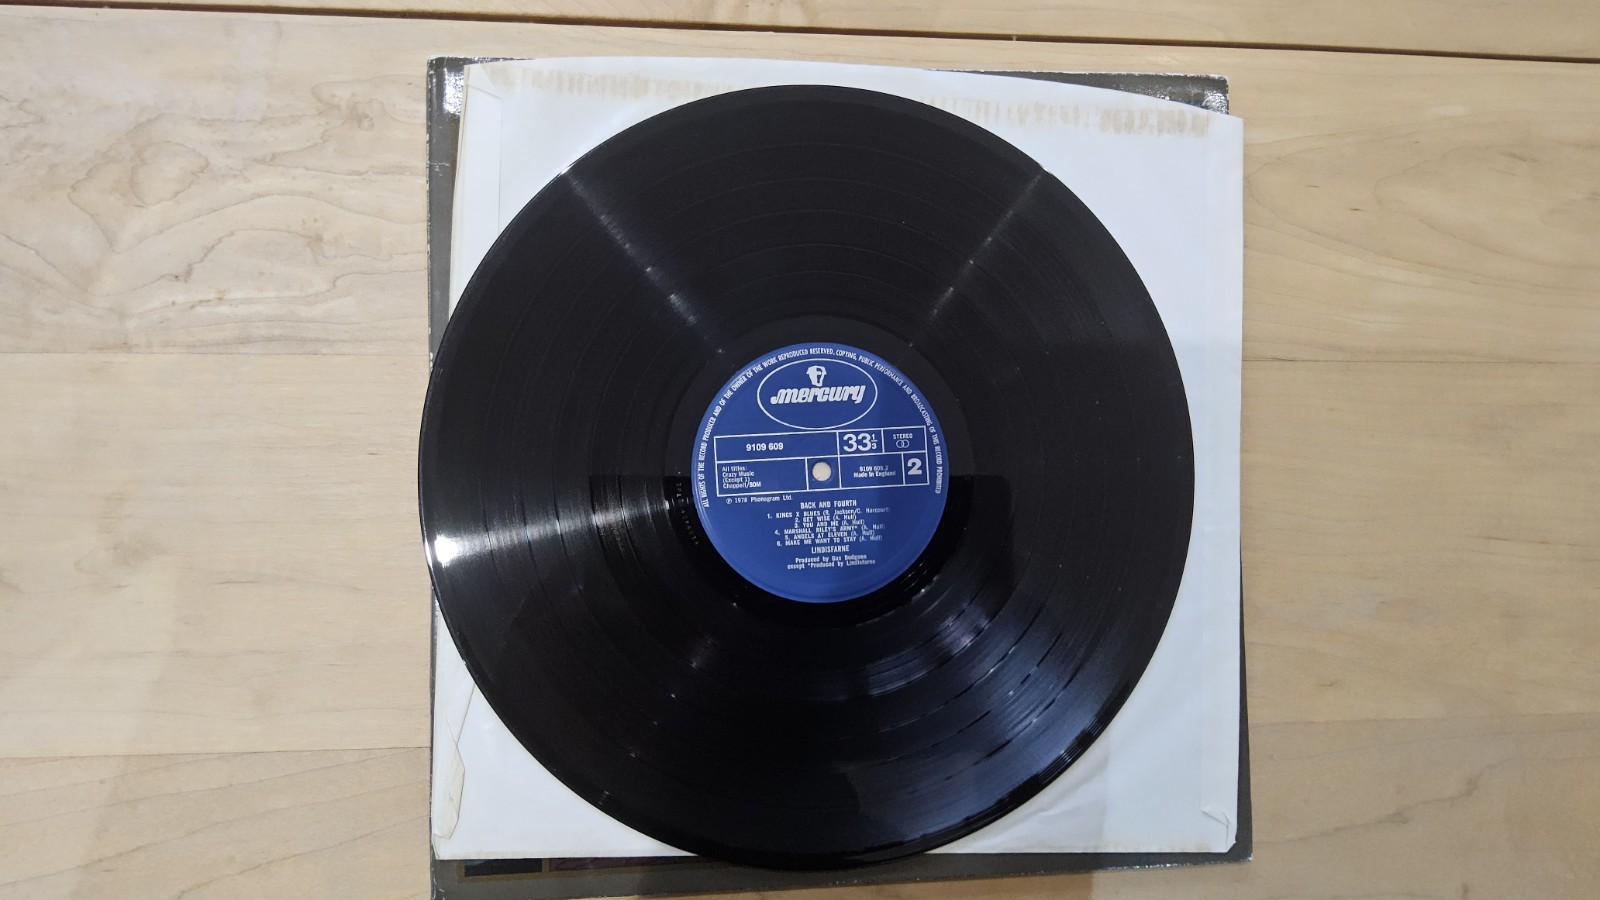 ALL RIGHTS OF THE RECORD PRODUCER AND OF THE OWNER OF THE WORK REPRODUCED RESERVED. COPYING, PUBLIC PERFORMANCE AND BROADCASTING OF THIS RECORD PROHIBITED
mercury
9109 609
33 1/3
STEREO
All titles:
Crazy Music
(Except 1)
Chappell/SDM
9109 609.2
Made in England
2
℗ 1978 Phonogram Ltd.
BACK AND FOURTH
1. KINGS X BLUES (R. Jackson/C. Harcourt)
2. GET WISE (A. Hull)
3. YOU AND ME (A. Hull)
4. MARSHALL RILEY'S ARMY* (A. Hull)
5. ANGELS AT ELEVEN (A. Hull)
6. MAKE ME WANT TO STAY (A. Hull)
LINDISFARNE
Produced by Gus Dudgeon
except *Produced by Lindisfarne